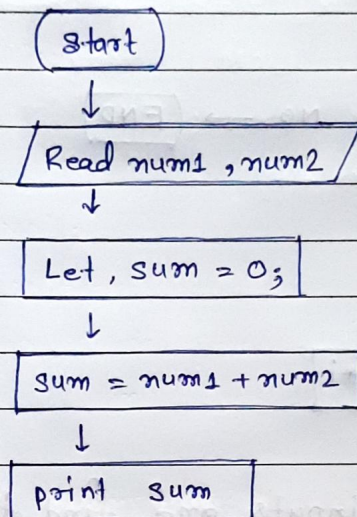 Start
Read num1 , num2
Let , sum = 0;
sum = num1 + num2
print sum